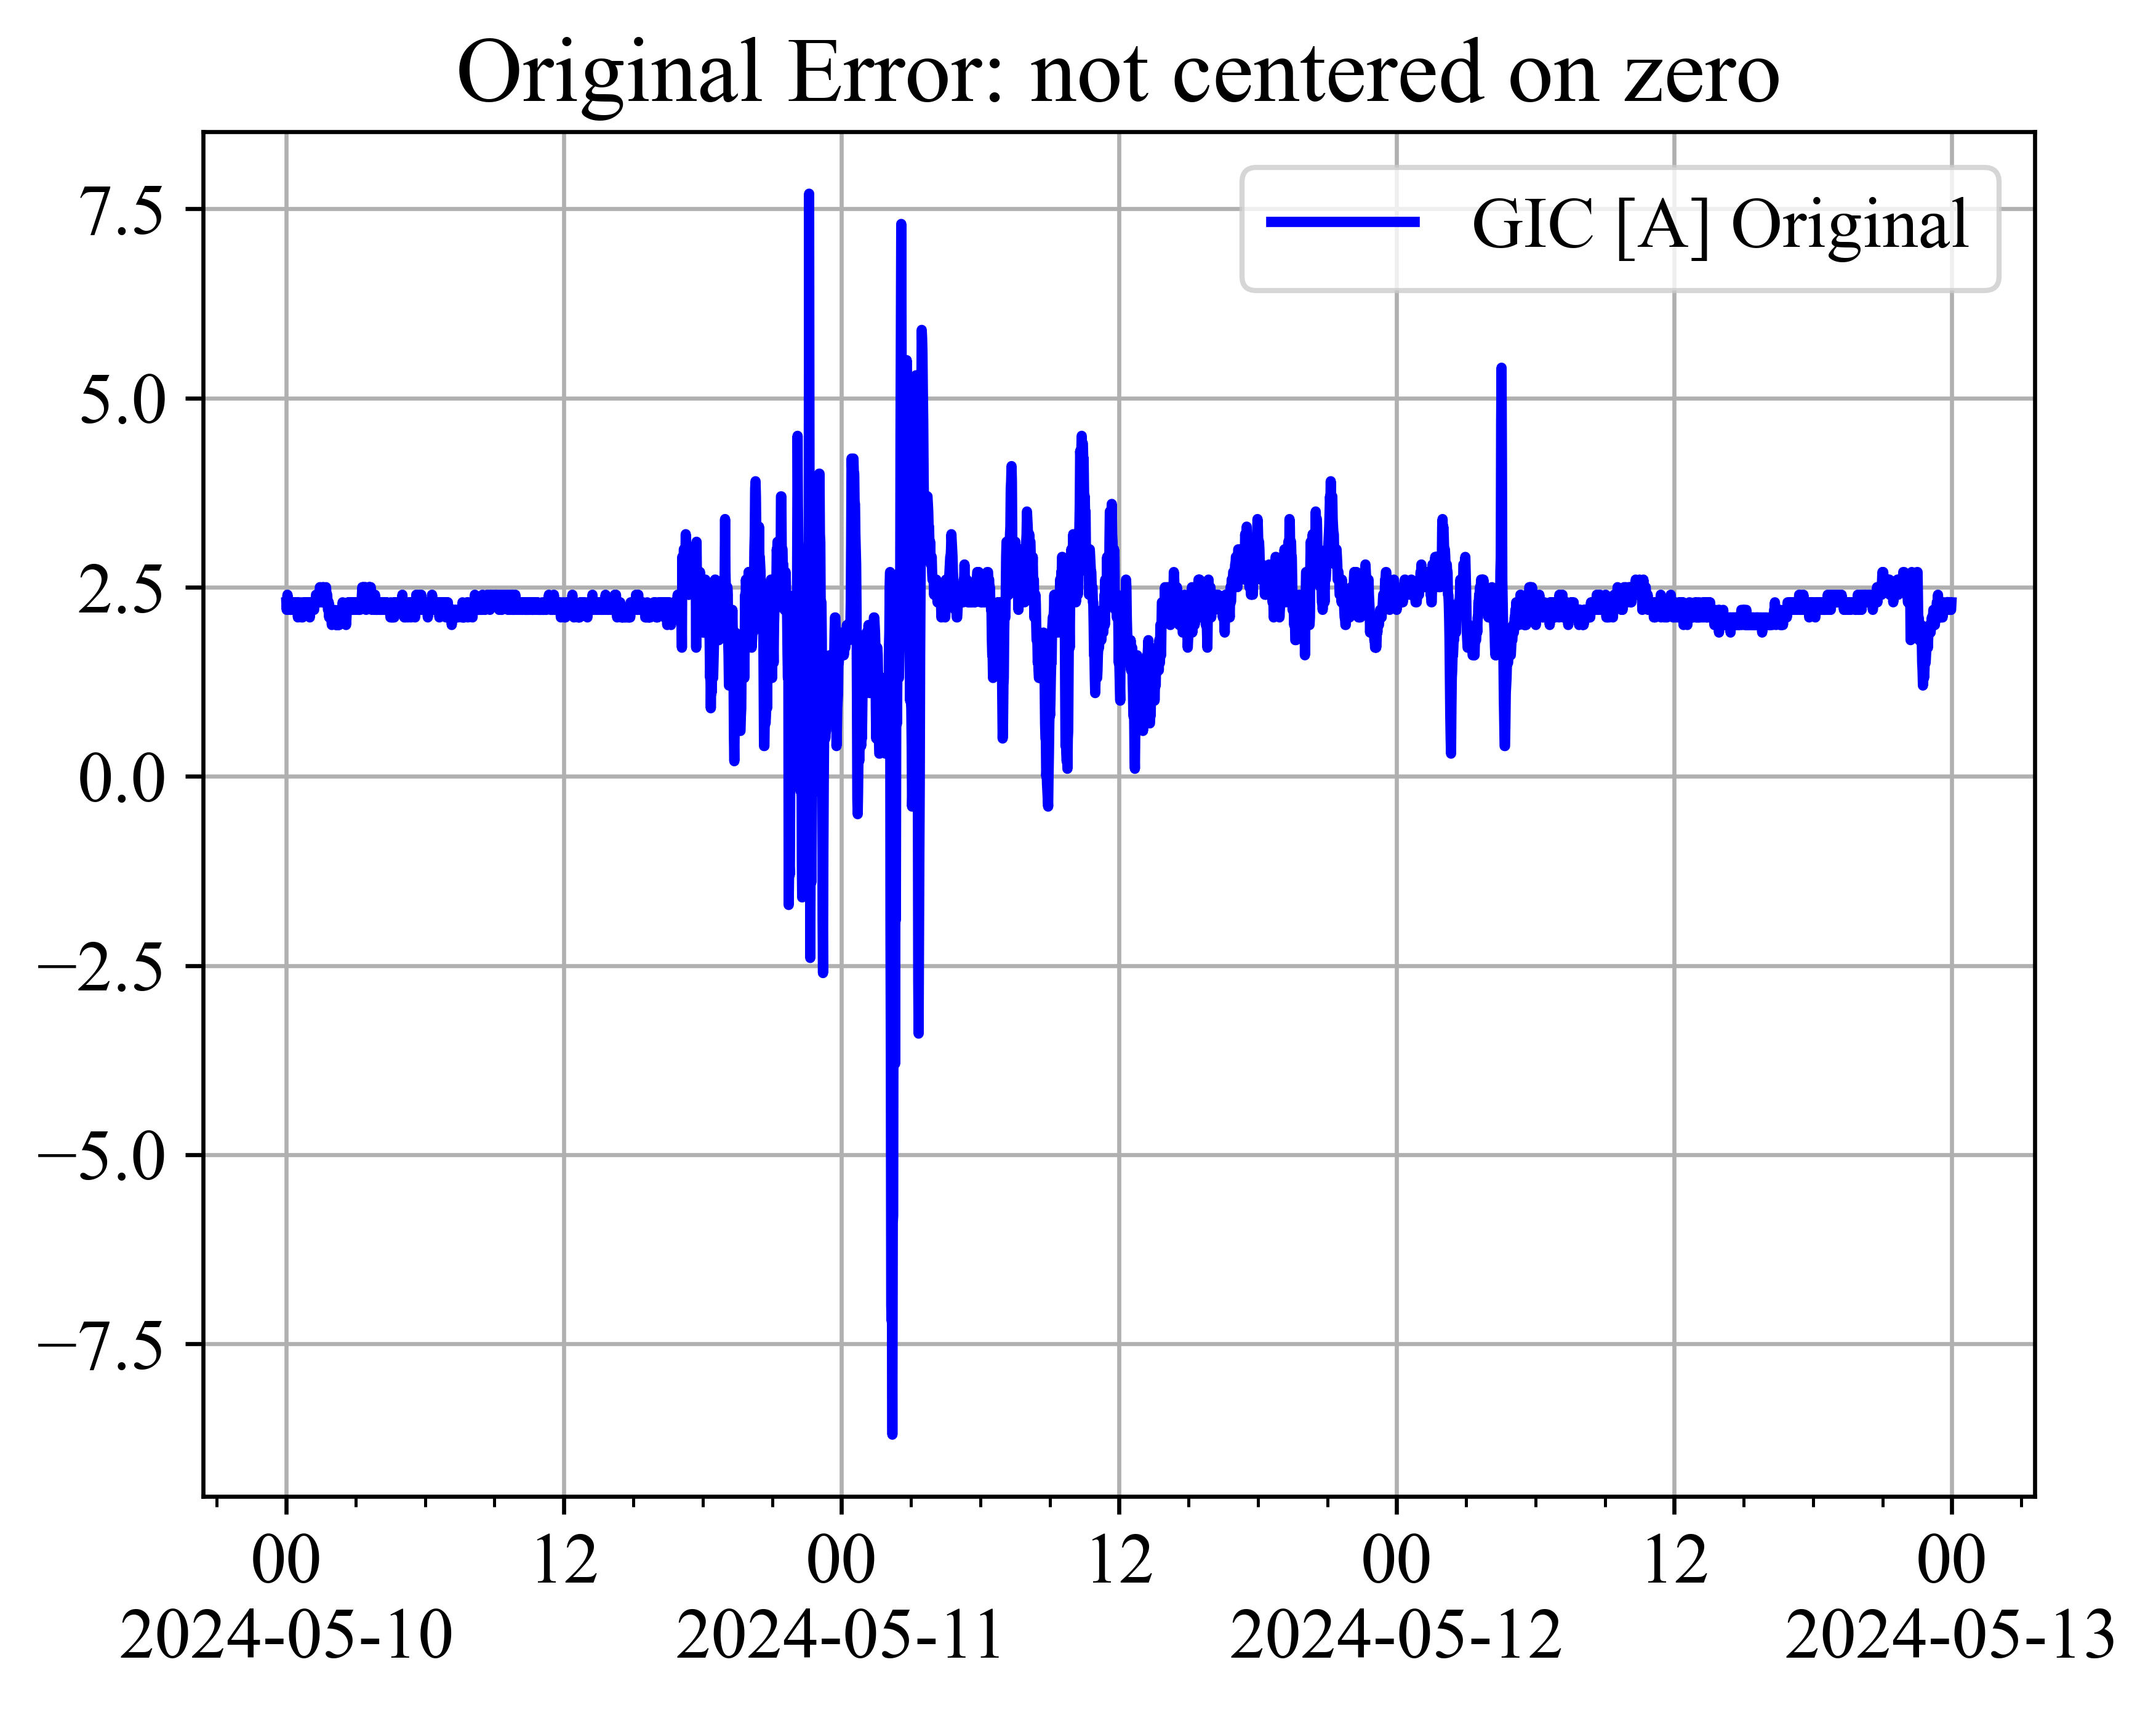 Original Error: not centered on zero
GIC [A] Original
7.5
5.0
2.5
0.0
−2.5
−5.0
−7.5
00 12 00 12 00 12 00
2024-05-10 2024-05-11 2024-05-12 2024-05-13